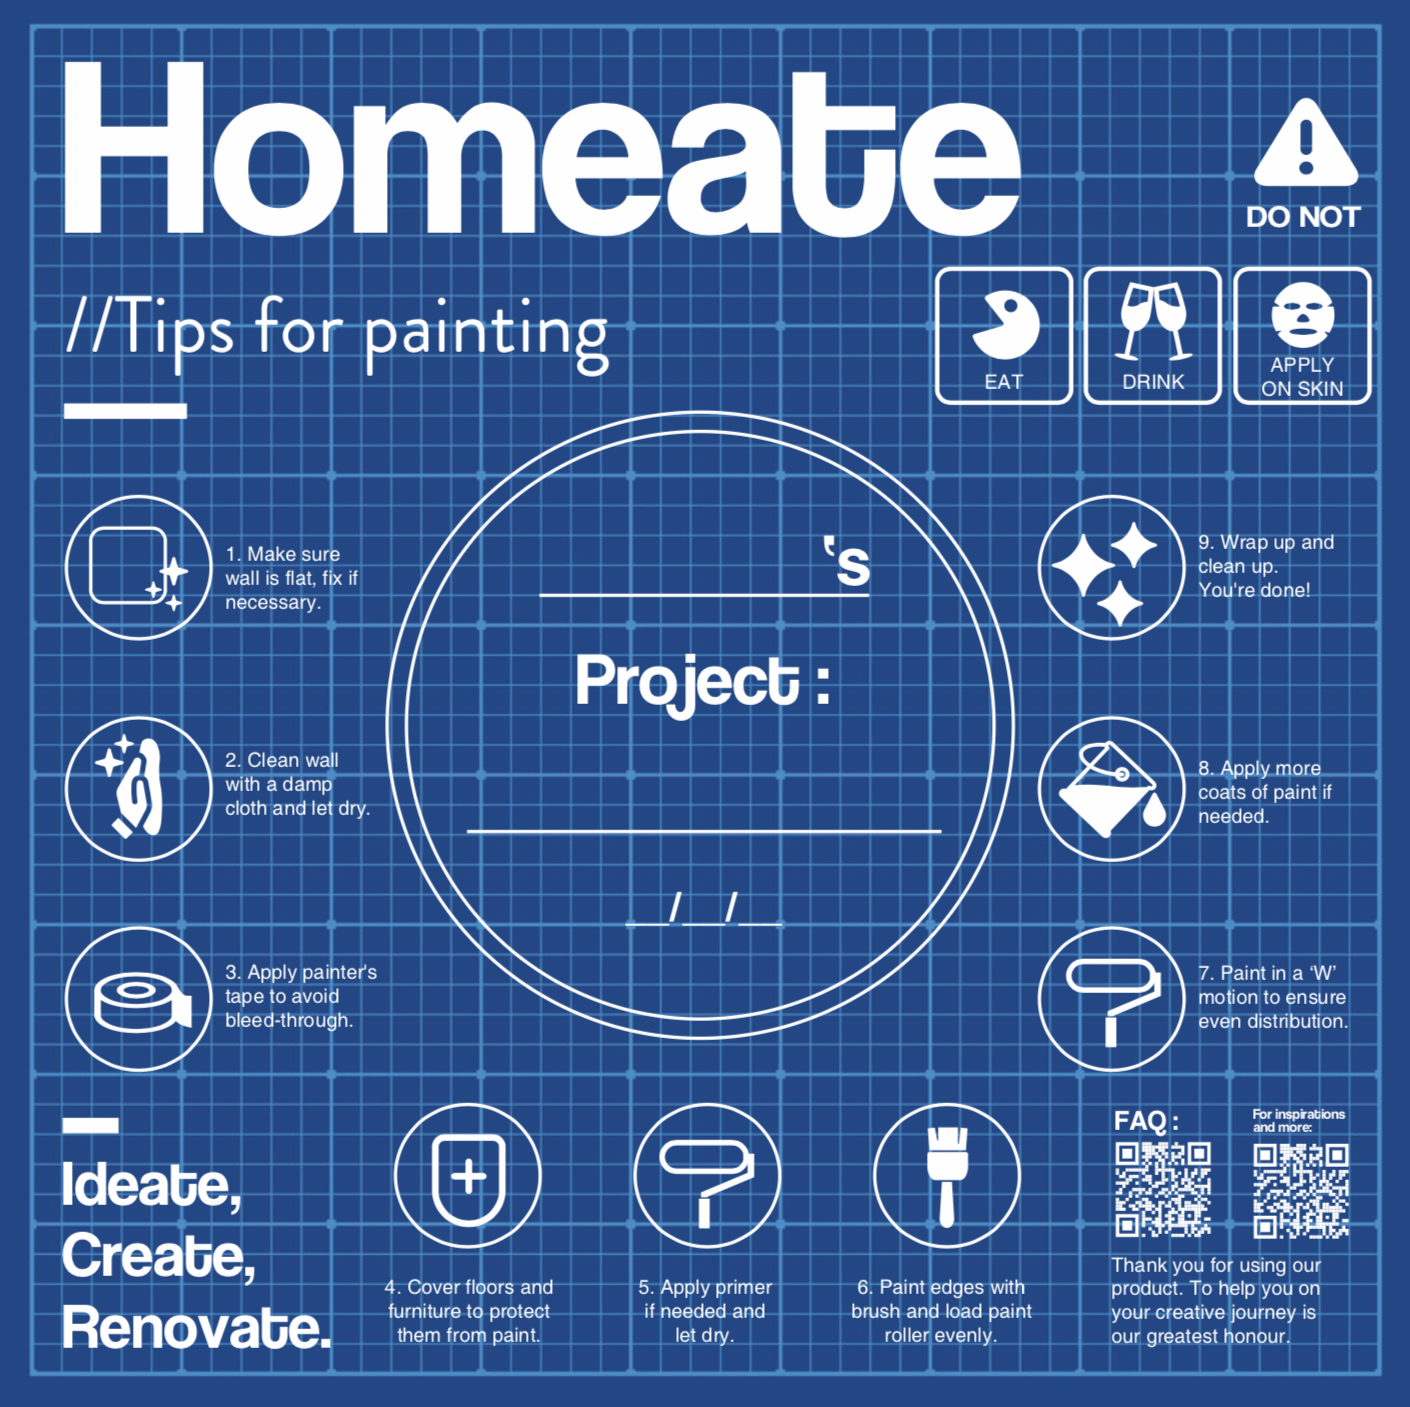 Homeate
DO NOT
//Tips for painting
EAT
DRINK
APPLY
ON SKIN
1. Make sure
wall is flat, fix if
necessary.
2. Clean wall
with a damp
cloth and let dry.
3. Apply painter's
tape to avoid
bleed-through.
's
Project :
__/__/__
9. Wrap up and
clean up.
You're done!
8. Apply more
coats of paint if
needed.
7. Paint in a ‘W’
motion to ensure
even distribution.
Ideate,
Create,
Renovate.
4. Cover floors and
furniture to protect
them from paint.
5. Apply primer
if needed and
let dry.
6. Paint edges with
brush and load paint
roller evenly.
FAQ :
For inspirations
and more:
Thank you for using our
product. To help you on
your creative journey is
our greatest honour.